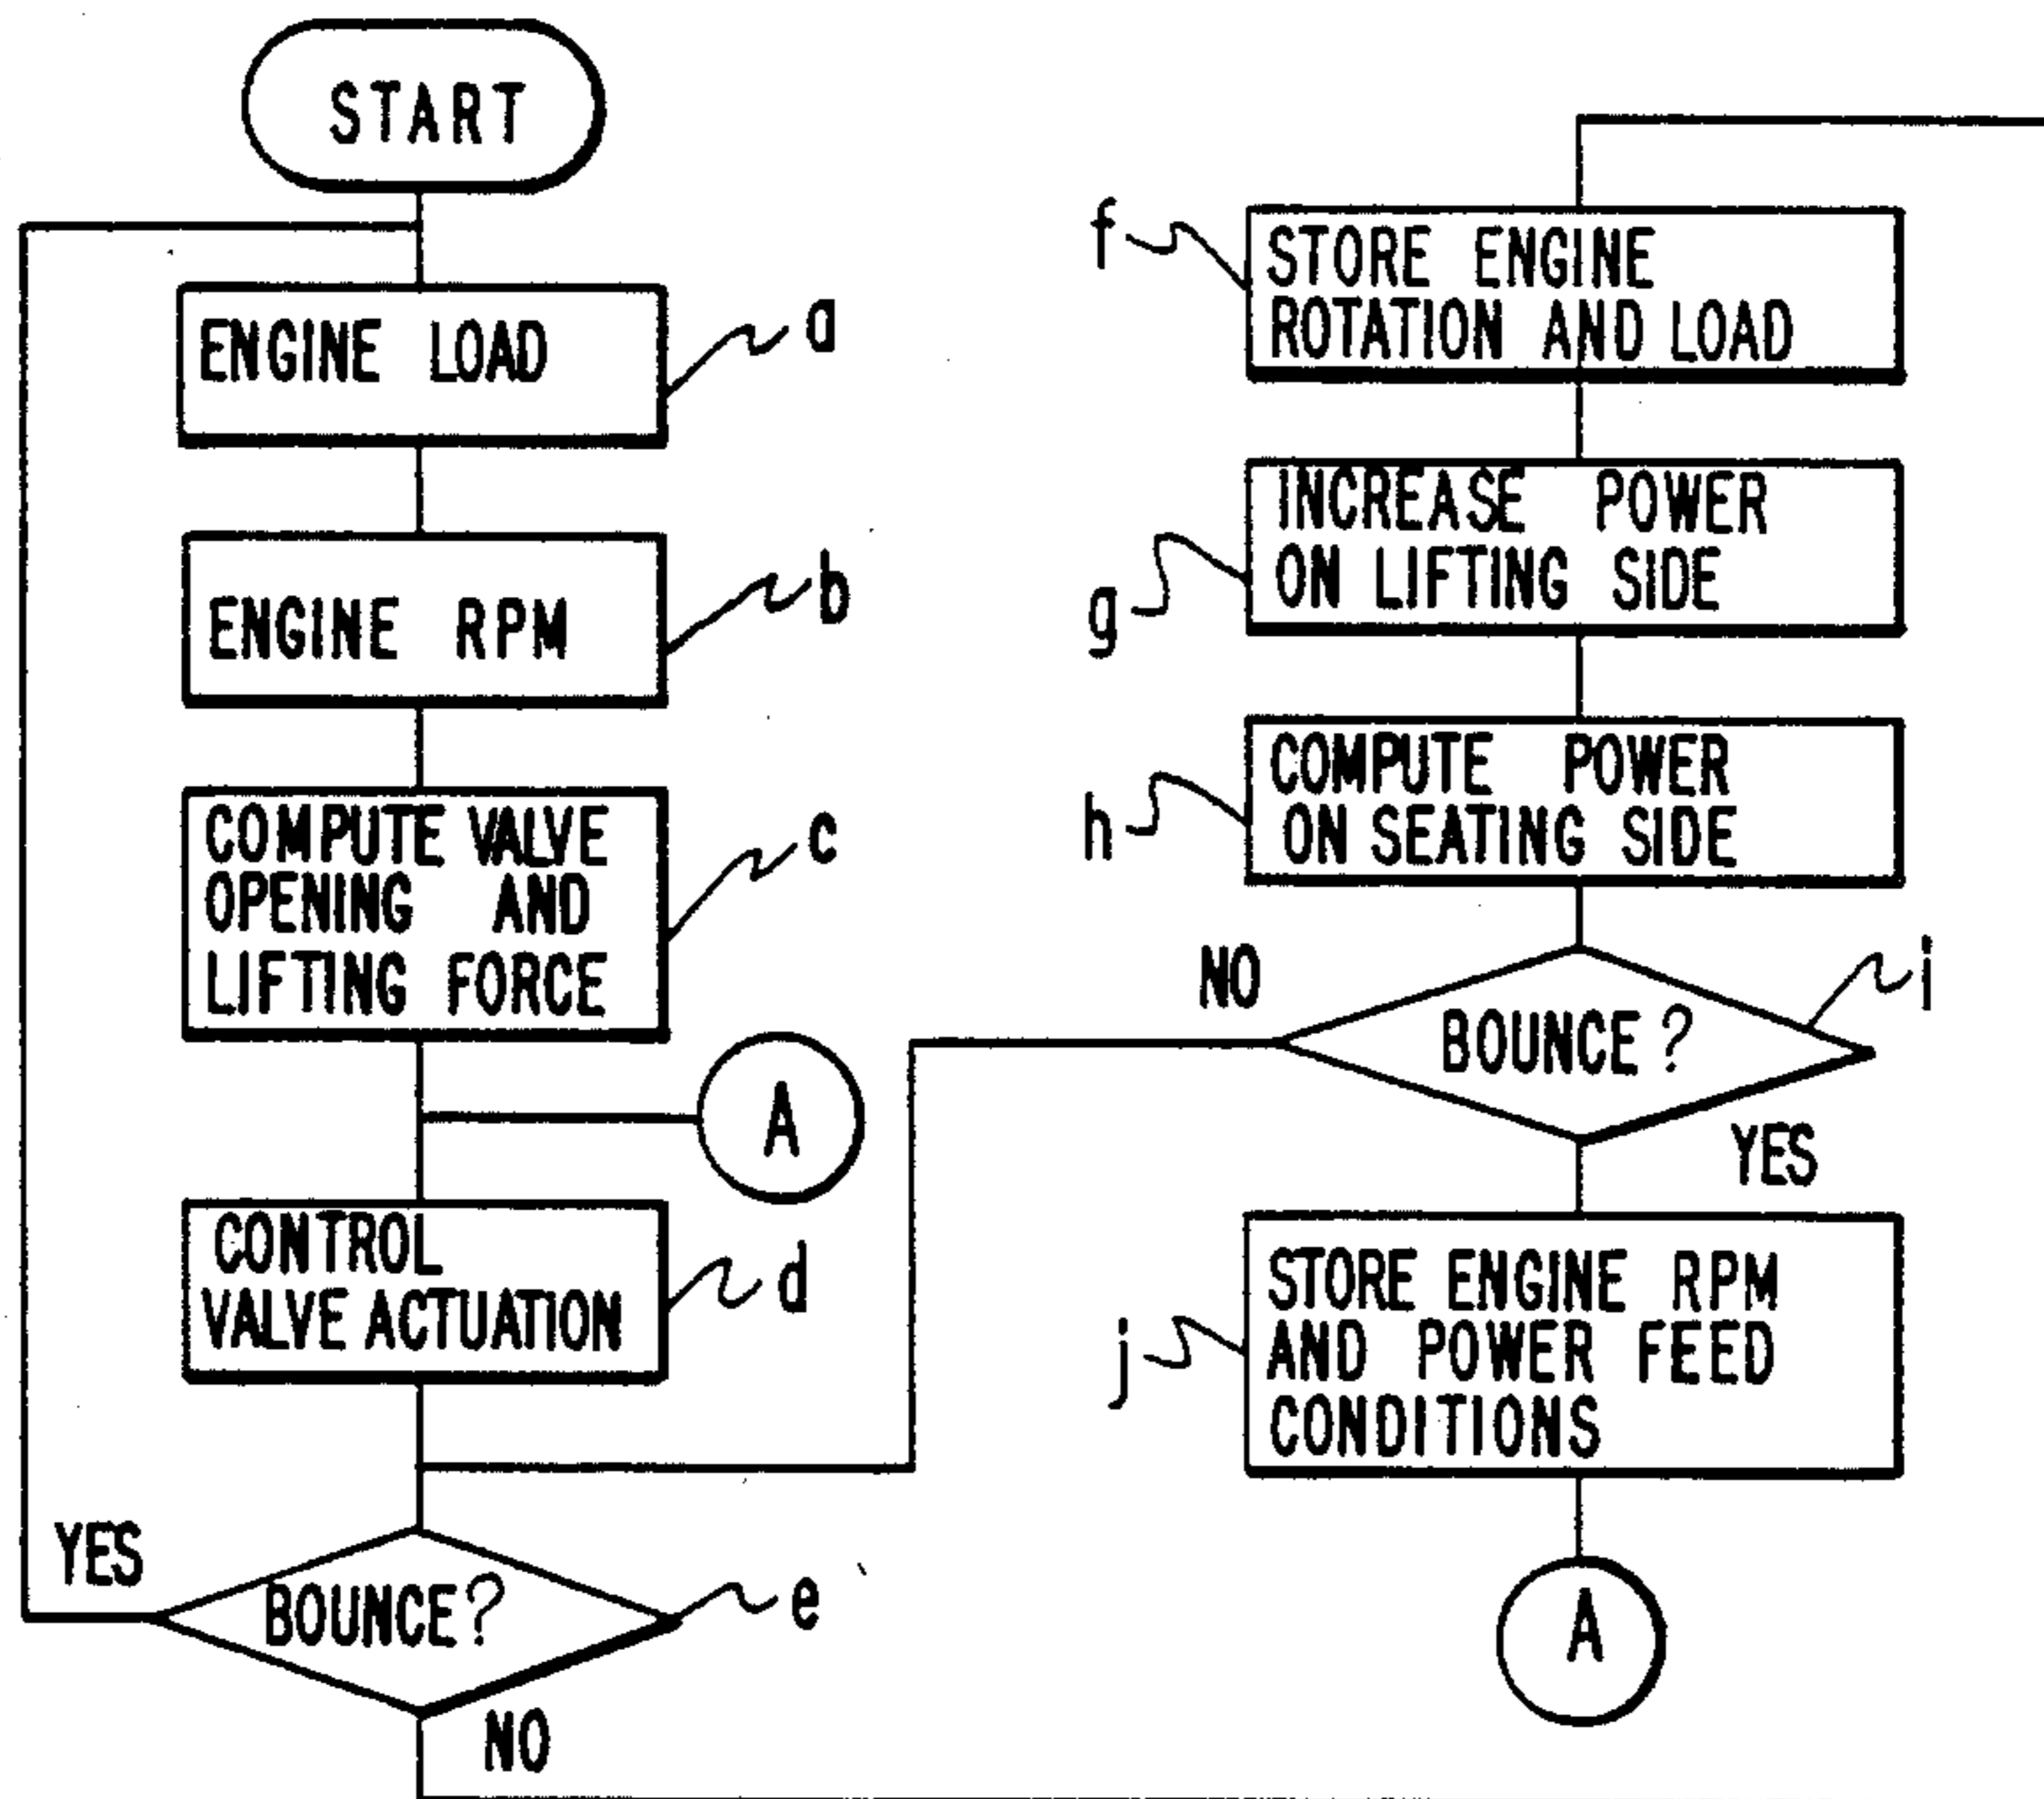 START
ENGINE LOAD
a
ENGINE RPM
b
COMPUTE VALVE
OPENING AND
LIFTING FORCE
c
A
CONTROL
VALVE ACTUATION
d
YES
BOUNCE?
e
NO
f
STORE ENGINE
ROTATION AND LOAD
INCREASE POWER
ON LIFTING SIDE
g
COMPUTE POWER
ON SEATING SIDE
h
NO
i
BOUNCE?
YES
STORE ENGINE RPM
AND POWER FEED
CONDITIONS
j
A